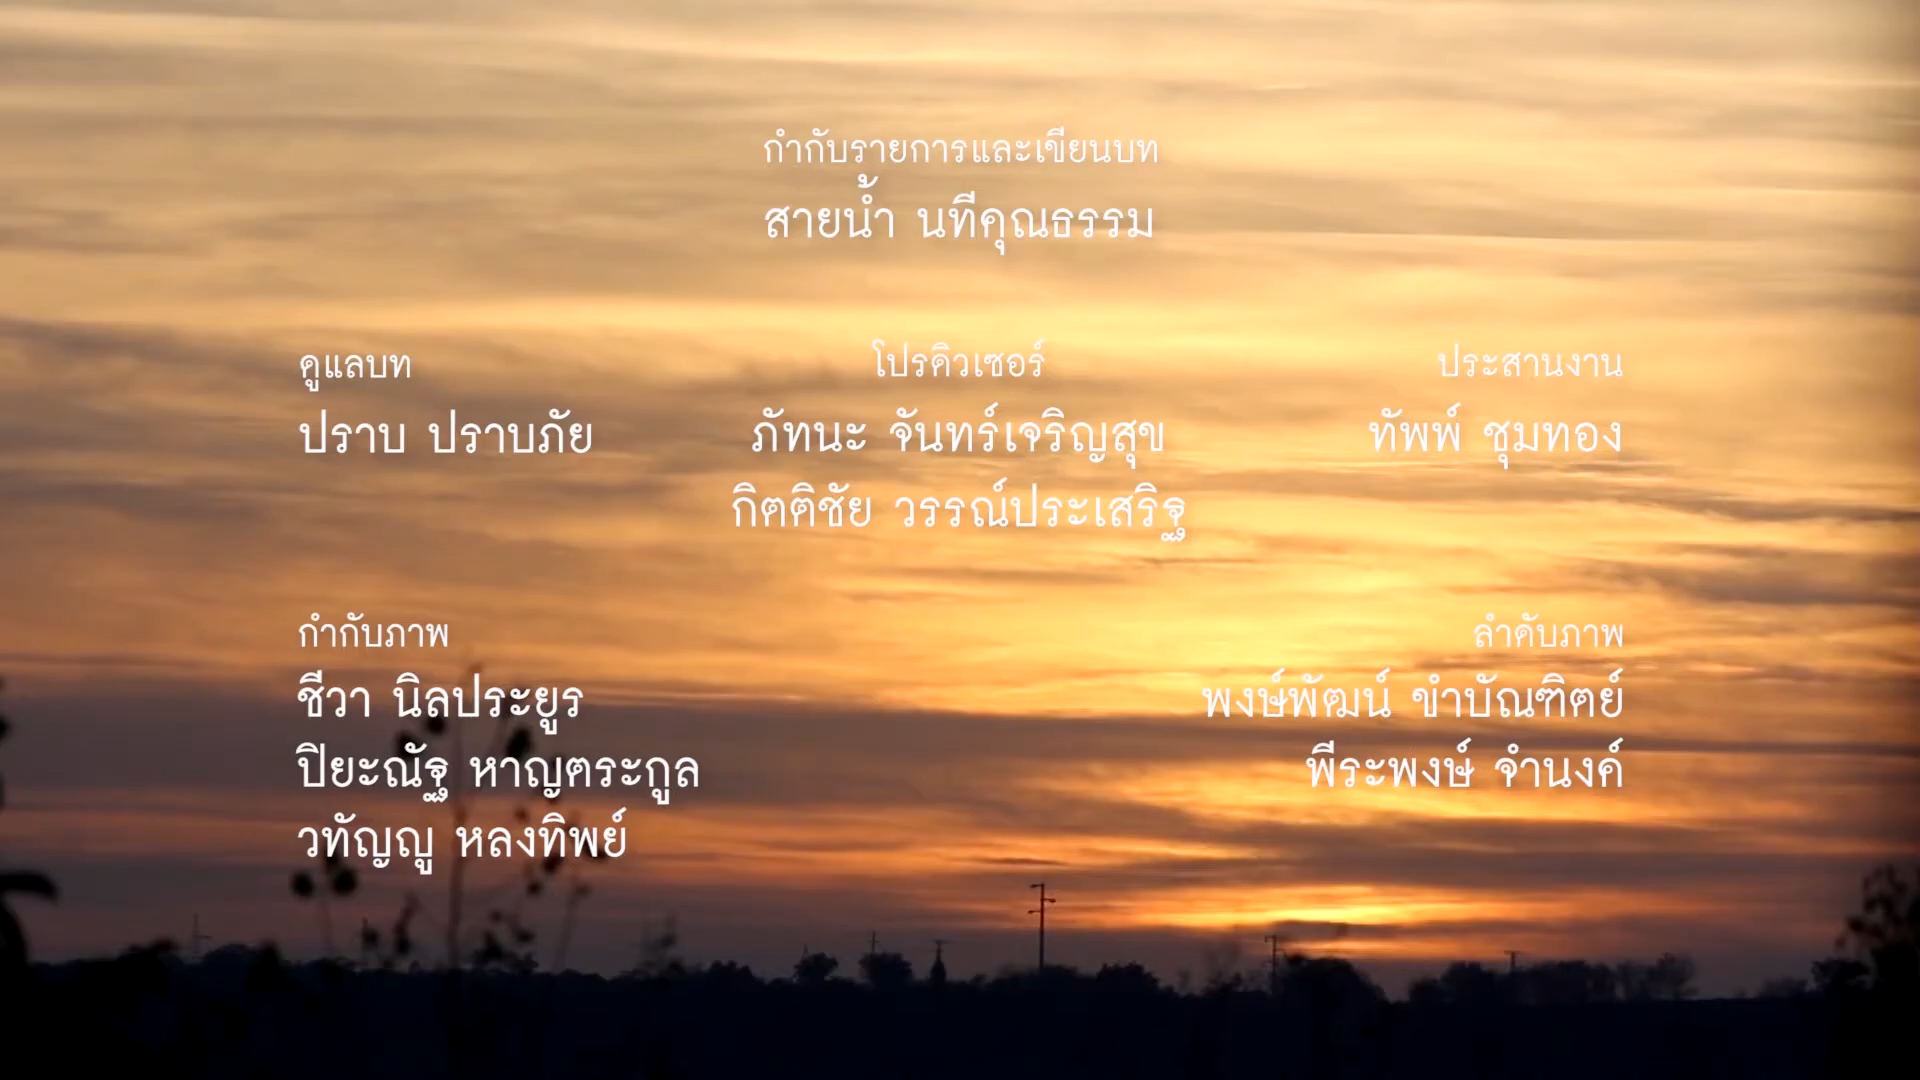 กำกับรายการและเขียนบท
สายน้ำ นทีคุณธรรม
ดูแลบท
ปราบ ปราบภัย
โปรดิวเซอร์
ภัทนะ จันทร์เจริญสุข
กิตติชัย วรรณ์ประเสริฐ
ประสานงาน
ทัพพ์ ชุมทอง
กำกับภาพ
ชีวา นิลประยูร
ปิยะณัฐ หาญตระกูล
วทัญญู หลงทิพย์
ลำดับภาพ
พงษ์พัฒน์ ขำบัณฑิตย์
พีระพงษ์ จำนงค์